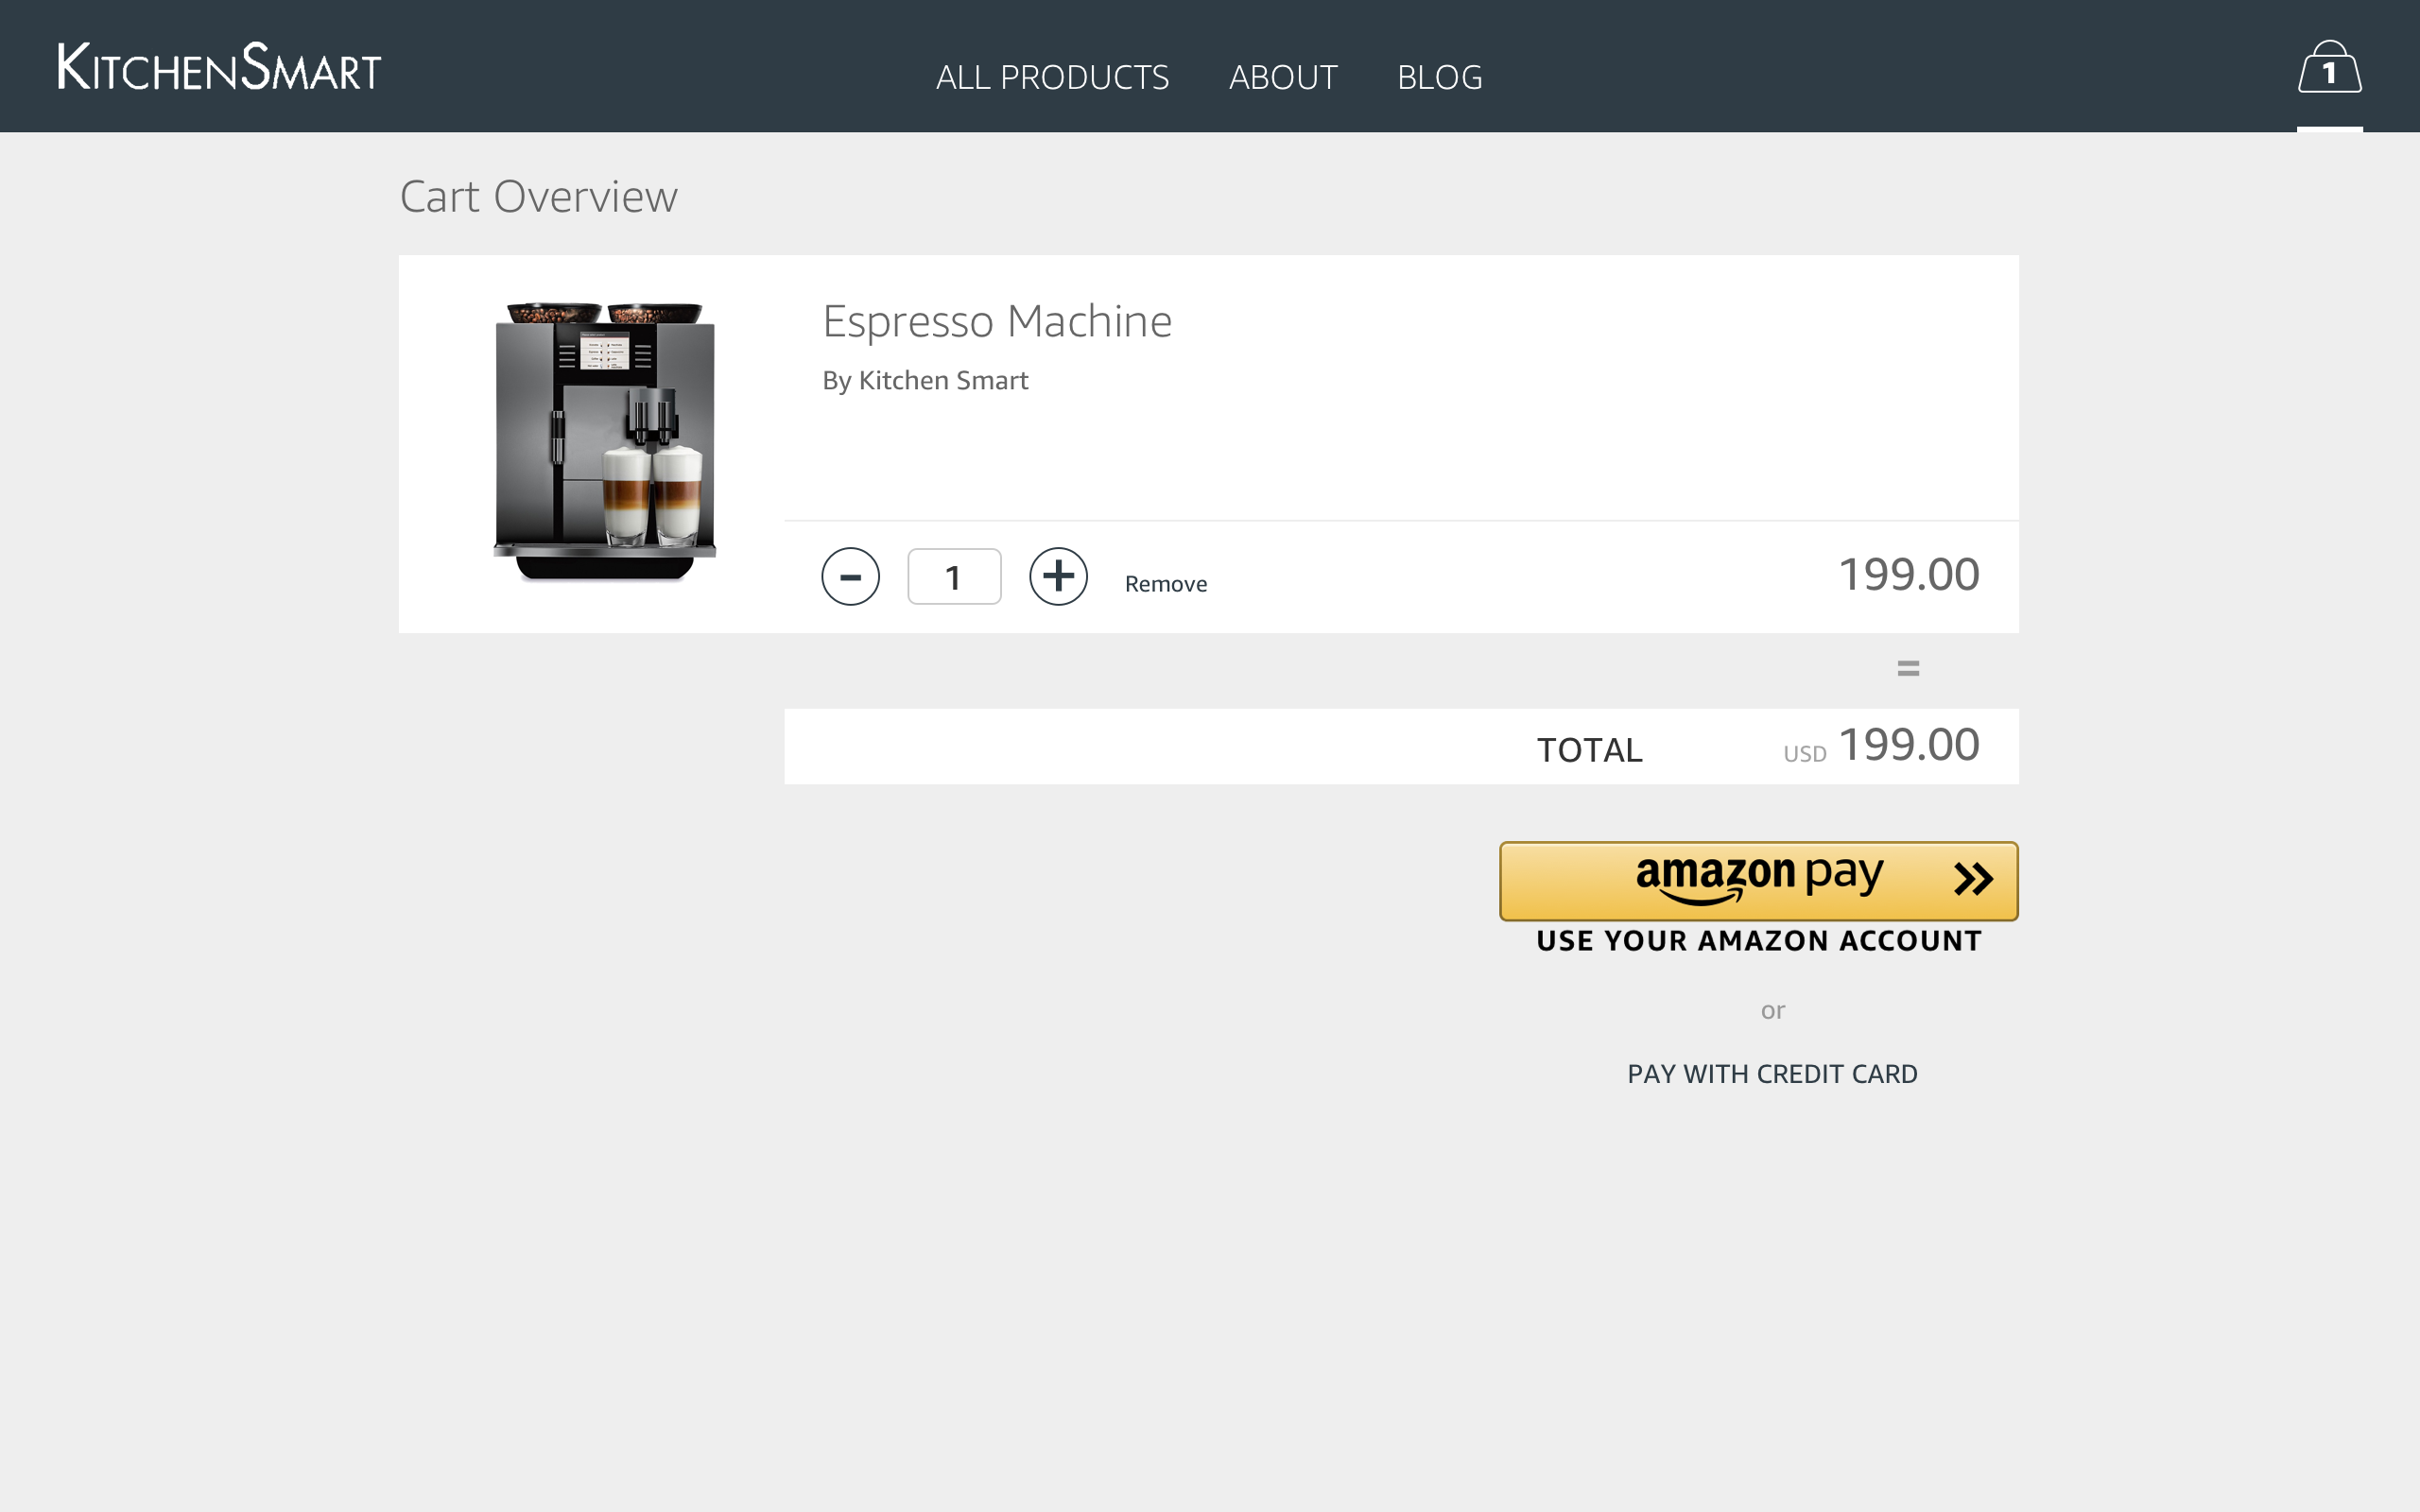 KITCHENSMART
ALL PRODUCTS ABOUT BLOG
1
Cart Overview
Espresso Machine
By Kitchen Smart
- 1 + Remove 199.00
=
TOTAL USD 199.00
amazon pay
USE YOUR AMAZON ACCOUNT
or
PAY WITH CREDIT CARD